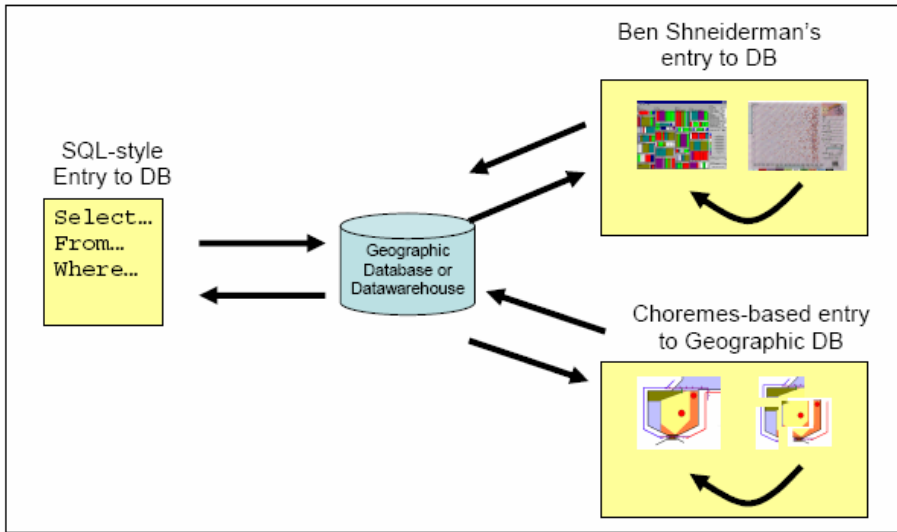 Ben Shneiderman's
entry to DB
SQL-style
Entry to DB
Select…
From…
Where…
Geographic
Database or
Datawarehouse
Choremes-based entry
to Geographic DB